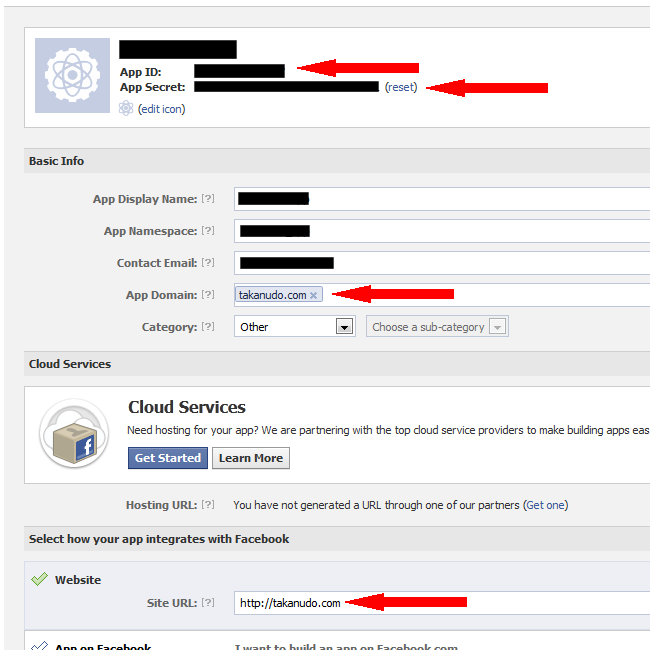 App ID:
App Secret: (reset)
(edit icon)
Basic Info
App Display Name: [?]
App Namespace: [?]
Contact Email: [?]
App Domain: [?] takanudo.com ×
Category: [?] Other Choose a sub-category
Cloud Services
Cloud Services
Need hosting for your app? We are partnering with the top cloud service providers to make building apps eas
Get Started Learn More
Hosting URL: [?] You have not generated a URL through one of our partners (Get one)
Select how your app integrates with Facebook
Website
Site URL: [?] http://takanudo.com
App on Facebook I want to build an app on Facebook.com